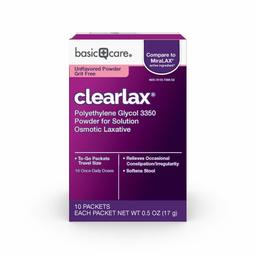 basic care®
Compare to
MiraLAX®
active ingredient*
Unflavored Powder
Grit Free
clearlax®
Polyethylene Glycol 3350
Powder for Solution
Osmotic Laxative
•To-Go Packets
Travel Size
10 Once-Daily Doses
•Relieves Occasional
Constipation/Irregularity
•Softens Stool
10 PACKETS
EACH PACKET NET WT 0.5 OZ (17 g)